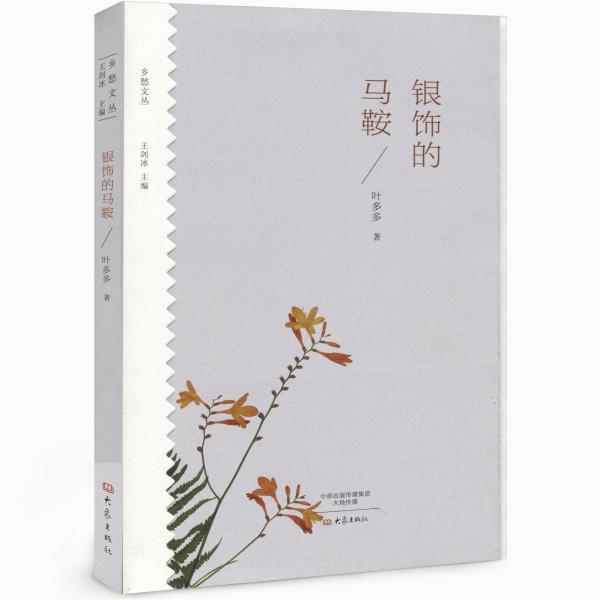 乡愁文丛
王剑冰 主编
银饰的马鞍
叶多多 著
大象出版社
乡愁文丛
王剑冰 主编
银饰的
马鞍
叶多多 著
中原出版传媒集团
大地传媒
大象出版社